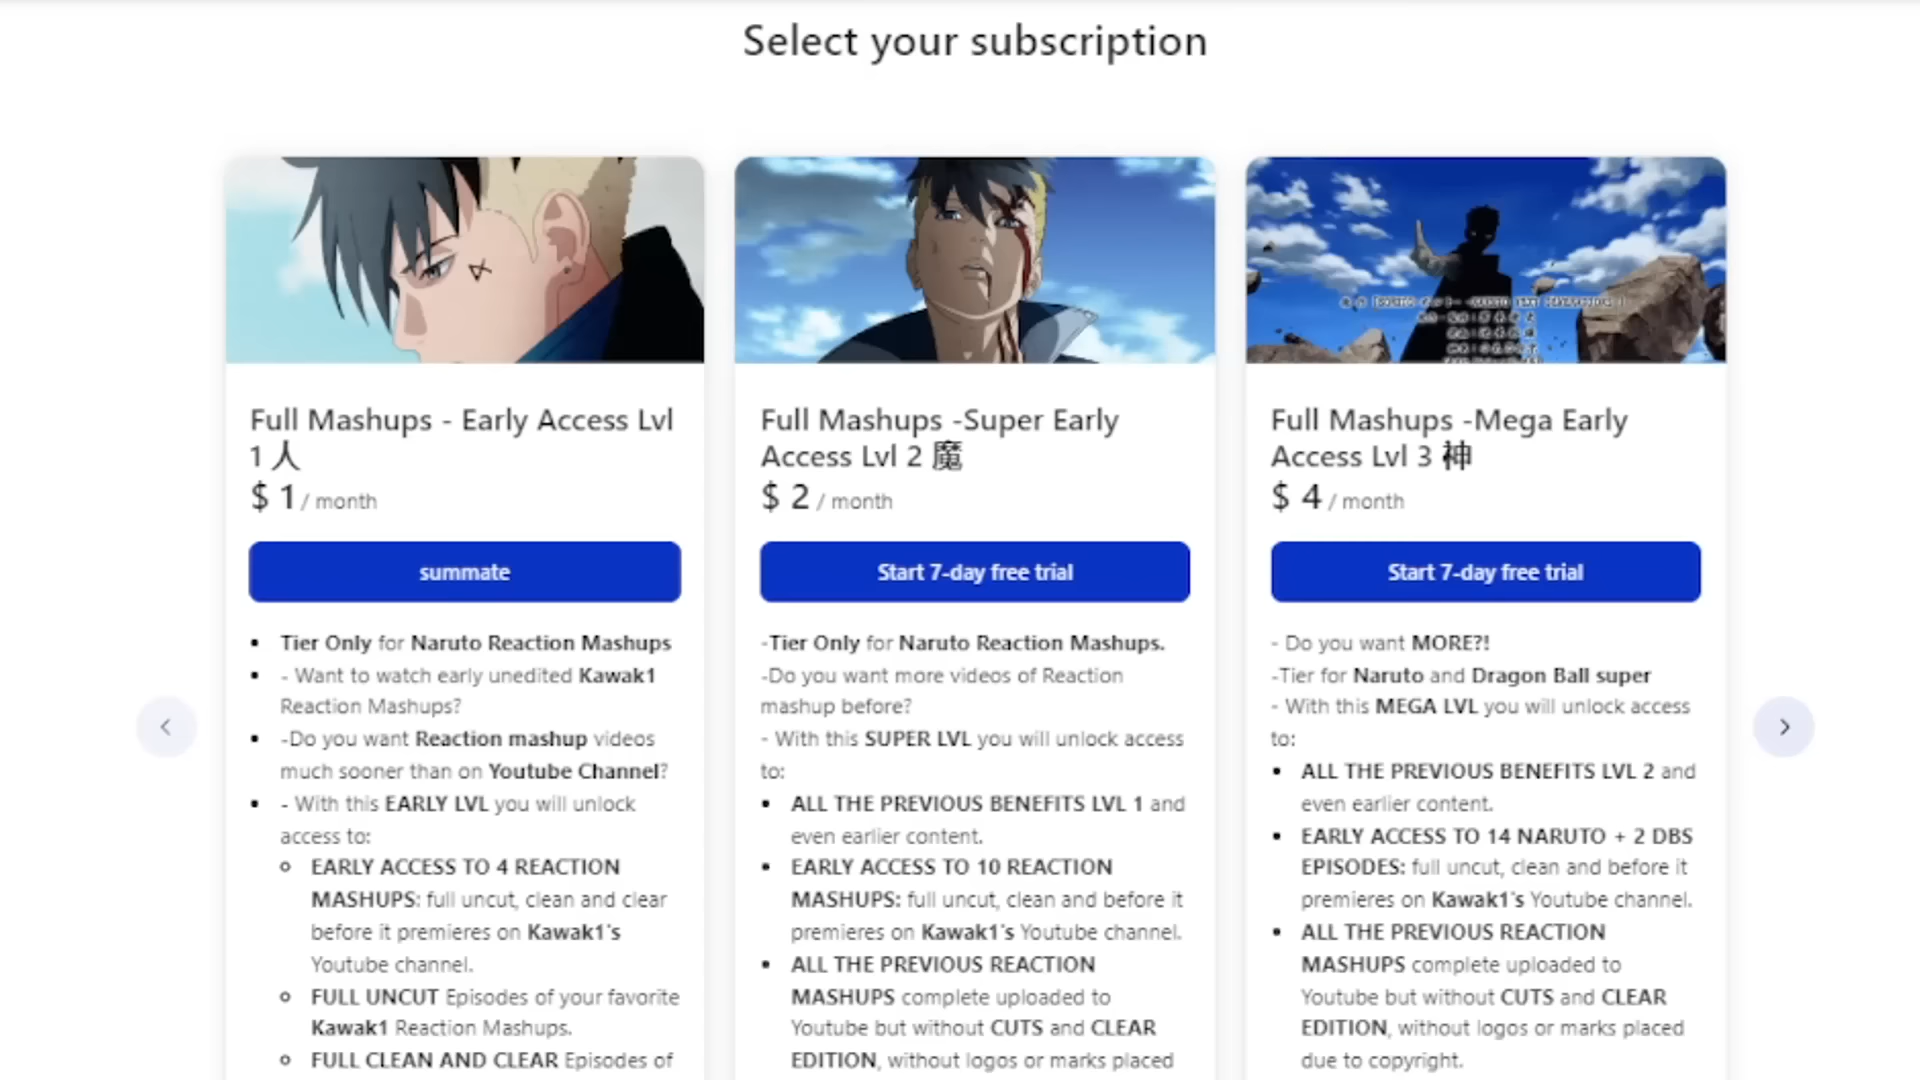 Select your subscription
Full Mashups - Early Access Lvl
1 人
$ 1 / month
summate
Tier Only for Naruto Reaction Mashups
- Want to watch early unedited Kawak1
Reaction Mashups?
-Do you want Reaction mashup videos
much sooner than on Youtube Channel?
- With this EARLY LVL you will unlock
access to:
EARLY ACCESS TO 4 REACTION
MASHUPS: full uncut, clean and clear
before it premieres on Kawak1's
Youtube channel.
FULL UNCUT Episodes of your favorite
Kawak1 Reaction Mashups.
FULL CLEAN AND CLEAR Episodes of
Full Mashups -Super Early
Access Lvl 2 魔
$ 2 / month
Start 7-day free trial
-Tier Only for Naruto Reaction Mashups.
-Do you want more videos of Reaction
mashup before?
- With this SUPER LVL you will unlock access
to:
ALL THE PREVIOUS BENEFITS LVL 1 and
even earlier content.
EARLY ACCESS TO 10 REACTION
MASHUPS: full uncut, clean and before it
premieres on Kawak1's Youtube channel.
ALL THE PREVIOUS REACTION
MASHUPS complete uploaded to
Youtube but without CUTS and CLEAR
EDITION, without logos or marks placed
Full Mashups -Mega Early
Access Lvl 3 神
$ 4 / month
Start 7-day free trial
- Do you want MORE?!
-Tier for Naruto and Dragon Ball super
- With this MEGA LVL you will unlock access
to:
ALL THE PREVIOUS BENEFITS LVL 2 and
even earlier content.
EARLY ACCESS TO 14 NARUTO + 2 DBS
EPISODES: full uncut, clean and before it
premieres on Kawak1's Youtube channel.
ALL THE PREVIOUS REACTION
MASHUPS complete uploaded to
Youtube but without CUTS and CLEAR
EDITION, without logos or marks placed
due to copyright.